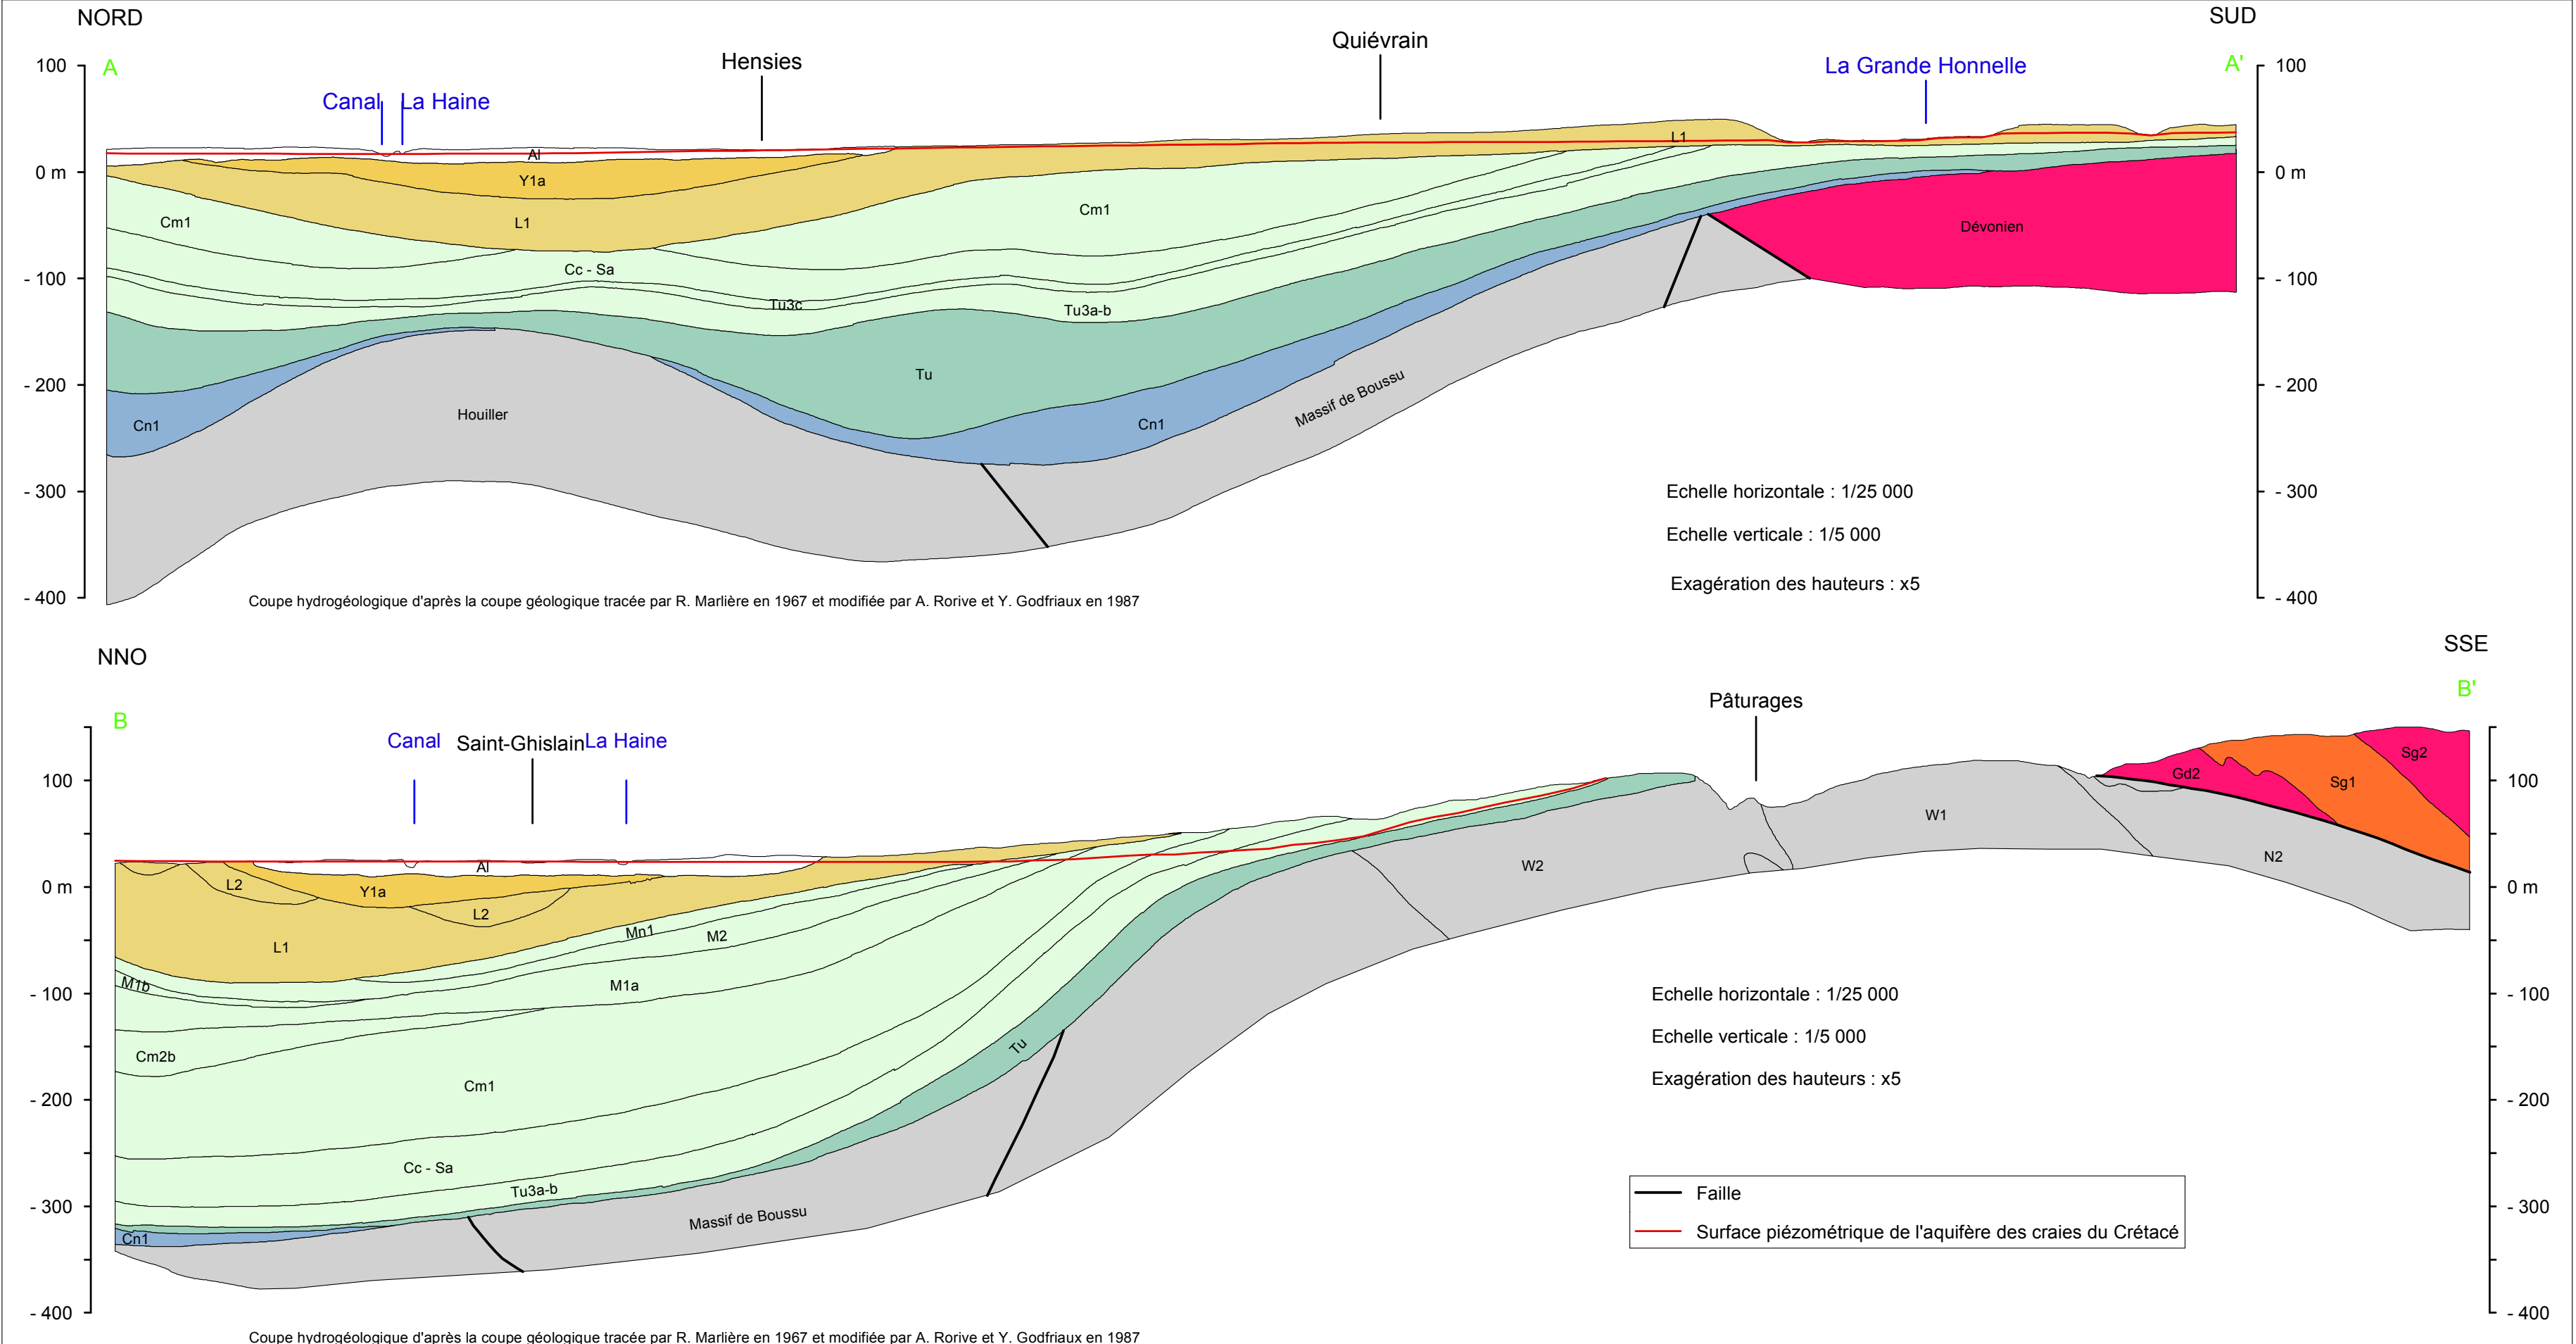 NORD
SUD
Quiévrain
Hensies
100
A
La Grande Honnelle
A'
100
Canal
La Haine
L1
Al
0 m
Y1a
0 m
Cm1
L1
Cm1
Dévonien
- 100
Cc - Sa
- 100
Tu3c
Tu3a-b
Tu
- 200
Massif de Boussu
- 200
Houiller
Cn1
Cn1
- 300
Echelle horizontale : 1/25 000
- 300
Echelle verticale : 1/5 000
Exagération des hauteurs : x5
- 400
Coupe hydrogéologique d'après la coupe géologique tracée par R. Marlière en 1967 et modifiée par A. Rorive et Y. Godfriaux en 1987
- 400
NNO
SSE
B'
Pâturages
B
Canal
Saint-Ghislain
La Haine
Sg2
100
Gd2
Sg1
100
Al
W1
L2
Y1a
W2
N2
0 m
0 m
L2
Mn1
M2
L1
M1b
M1a
- 100
Echelle horizontale : 1/25 000
- 100
Cm2b
Tu
Echelle verticale : 1/5 000
Cm1
Exagération des hauteurs : x5
- 200
- 200
Cc - Sa
Tu3a-b
Faille
- 300
Massif de Boussu
- 300
Cn1
Surface piézométrique de l'aquifère des craies du Crétacé
- 400
- 400
Coupe hydrogéologique d'après la coupe géologique tracée par R. Marlière en 1967 et modifiée par A. Rorive et Y. Godfriaux en 1987